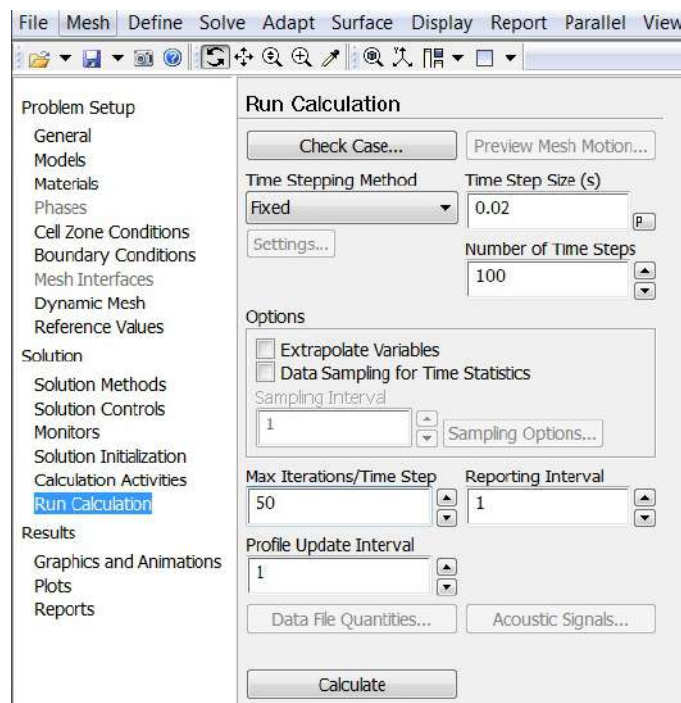 File Mesh Define Solve Adapt Surface Display Report Parallel View
Problem Setup
General
Models
Materials
Phases
Cell Zone Conditions
Boundary Conditions
Mesh Interfaces
Dynamic Mesh
Reference Values
Solution
Solution Methods
Solution Controls
Monitors
Solution Initialization
Calculation Activities
Run Calculation
Results
Graphics and Animations
Plots
Reports
Run Calculation
Check Case... Preview Mesh Motion...
Time Stepping Method Time Step Size (s)
Fixed 0.02
P
Settings... Number of Time Steps
100
Options
Extrapolate Variables
Data Sampling for Time Statistics
Sampling Interval
1 Sampling Options...
Max Iterations/Time Step Reporting Interval
50 1
Profile Update Interval
1
Data File Quantities... Acoustic Signals...
Calculate